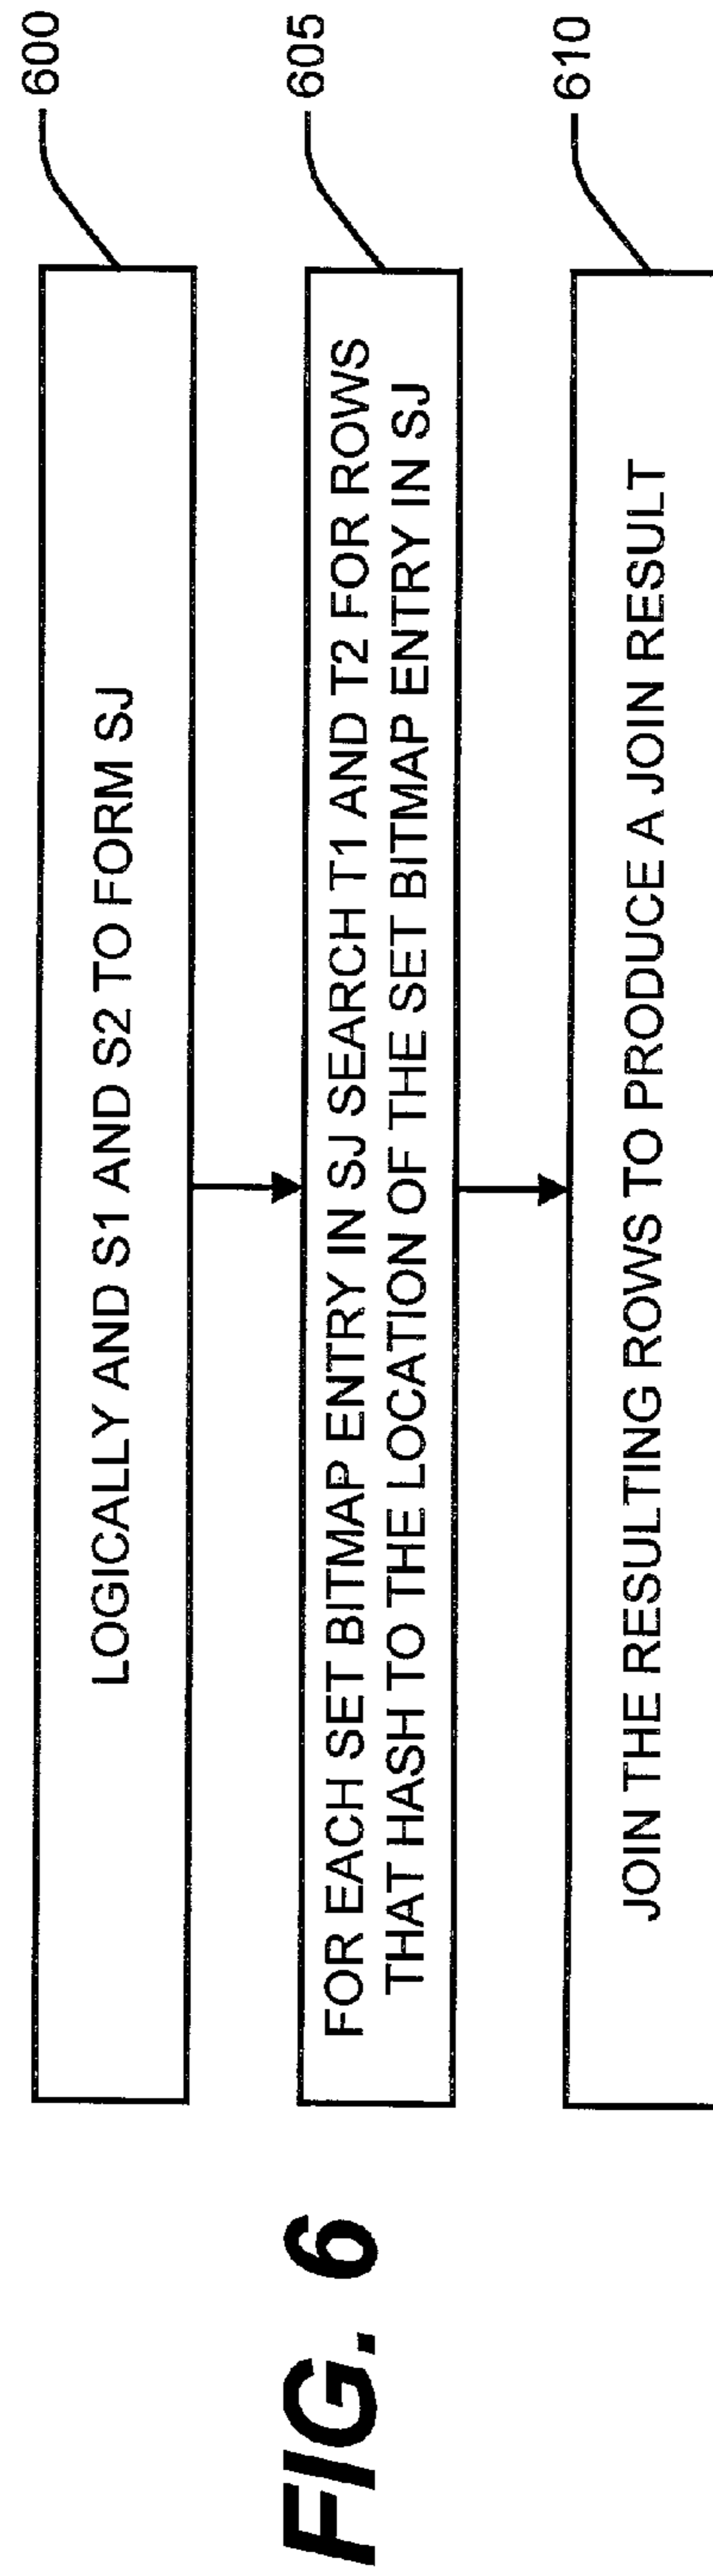 600
LOGICALLY AND S1 AND S2 TO FORM SJ
605
FOR EACH SET BITMAP ENTRY IN SJ SEARCH T1 AND T2 FOR ROWS
THAT HASH TO THE LOCATION OF THE SET BITMAP ENTRY IN SJ
610
JOIN THE RESULTING ROWS TO PRODUCE A JOIN RESULT
FIG. 6